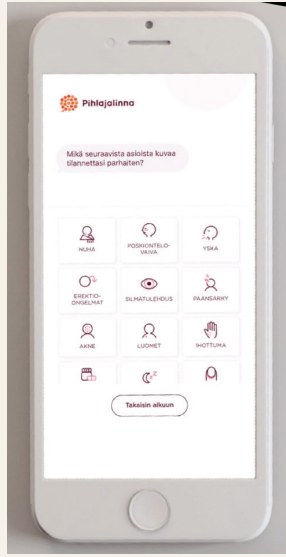 Pihlajalinna
Mikä seuraavista asioista kuvaa
tilannettasi parhaiten?
NUHA
POSKIONTELO-
VAIVA
YSKÄ
EREKTIO-
ONGELMAT
SILMÄTULEHDUS
PÄÄNSÄRKY
AKNE
LUOMET
IHOTTUMA
Takaisin alkuun